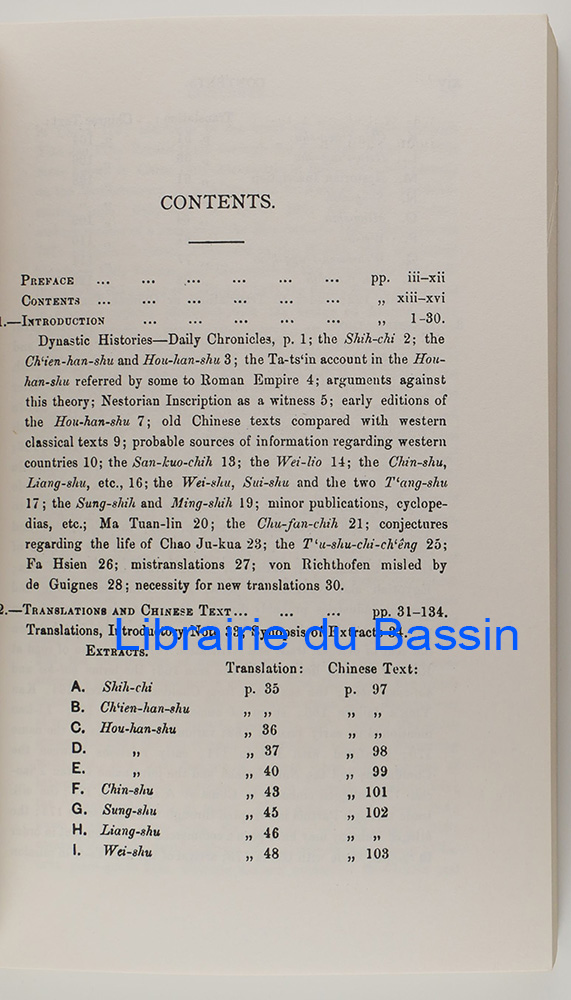 CONTENTS.
PREFACE ... ... ... ... ... ... pp. iii–xii
CONTENTS ... ... ... ... ... ... „ xiii–xvi
1.—INTRODUCTION ... ... ... ... ... „ 1-30.
Dynastic Histories—Daily Chronicles, p. 1; the Shih-chi 2; the
Ch‘ien-han-shu and Hou-han-shu 3; the Ta-ts‘in account in the Hou-
han-shu referred by some to Roman Empire 4; arguments against
this theory; Nestorian Inscription as a witness 5; early editions of
the Hou-han-shu 7; old Chinese texts compared with western
classical texts 9; probable sources of information regarding western
countries 10; the San-kuo-chih 13; the Wei-lio 14; the Chin-shu,
Liang-shu, etc., 16; the Wei-shu, Sui-shu and the two T‘ang-shu
17; the Sung-shih and Ming-shih 19; minor publications, cyclope-
dias, etc.; Ma Tuan-lin 20; the Chu-fan-chih 21; conjectures
regarding the life of Chao Ju-kua 23; the T‘u-shu-chi-ch‘êng 25;
Fa Hsien 26; mistranslations 27; von Richthofen misled by
de Guignes 28; necessity for new translations 30.
2.—TRANSLATIONS AND CHINESE TEXT... ... ... pp. 31-134.
Translations, Introductory Note 33; Synopsis of Extracts 34.
Librairie du Bassin
EXTRACTS.
Translation: Chinese Text:
A. Shih-chi p. 35 p. 97
B. Ch‘ien-han-shu „ „ „ „
C. Hou-han-shu „ 36 „ „
D. „ „ 37 „ 98
E. „ „ 40 „ 99
F. Chin-shu „ 43 „ 101
G. Sung-shu „ 45 „ 102
H. Liang-shu „ 46 „ „
I. Wei-shu „ 48 „ 103